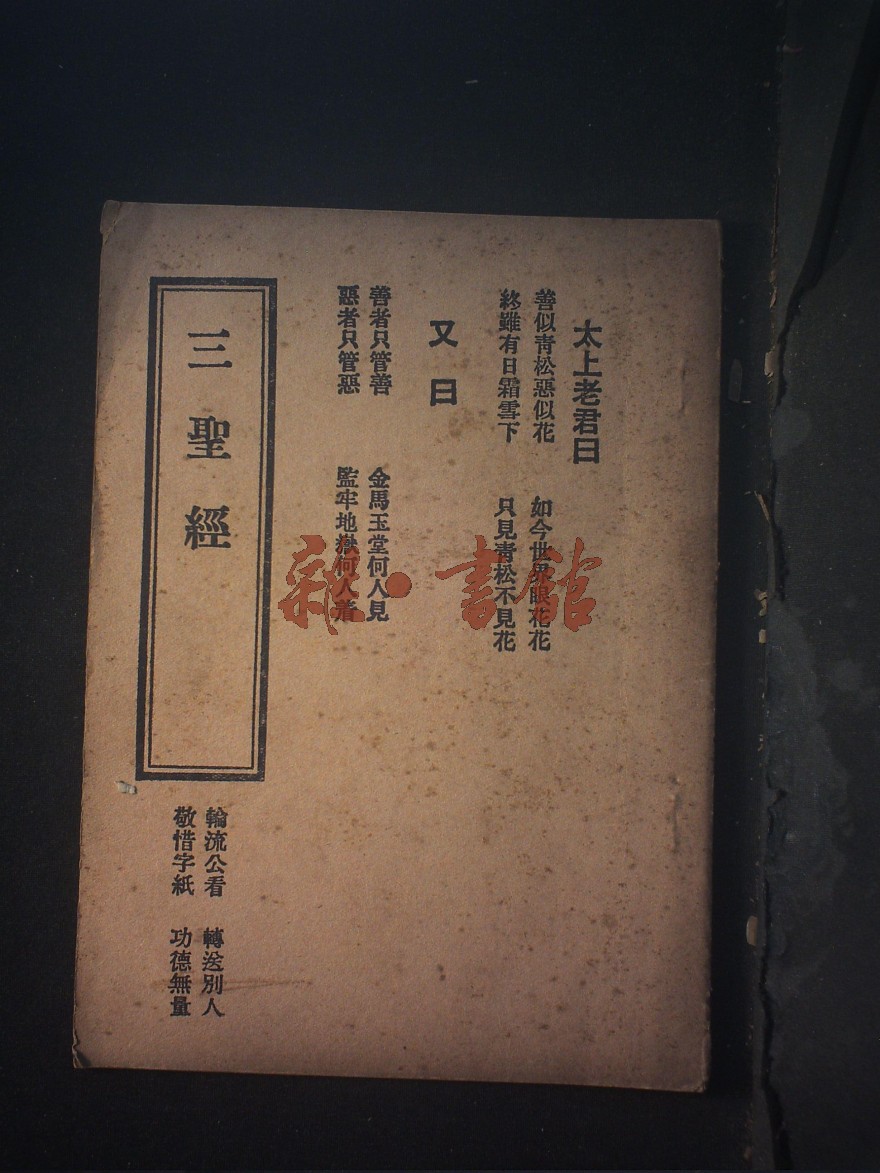 太上老君曰
善似青松惡似花 如今世界眼花花
終雖有日霜雪下 只見青松不見花
又曰
善者只管善 金馬玉堂何人見
惡者只管惡 監牢地獄何人着
三聖經
輪流公看 轉送別人
敬惜字紙 功德無量
雜·書館